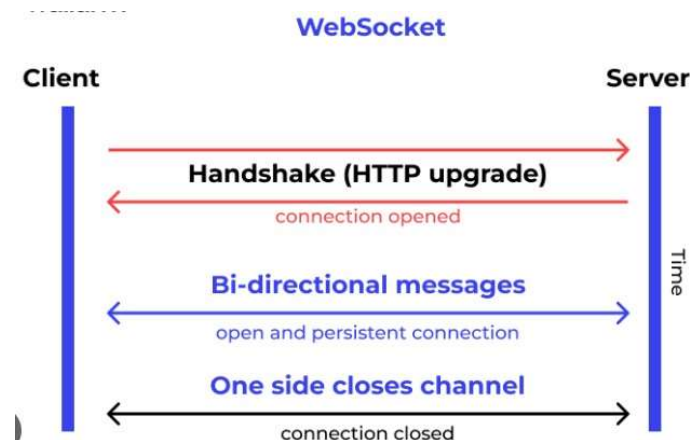 WebSocket
Client
Server
Handshake (HTTP upgrade)
connection opened
Time
Bi-directional messages
open and persistent connection
One side closes channel
connection closed